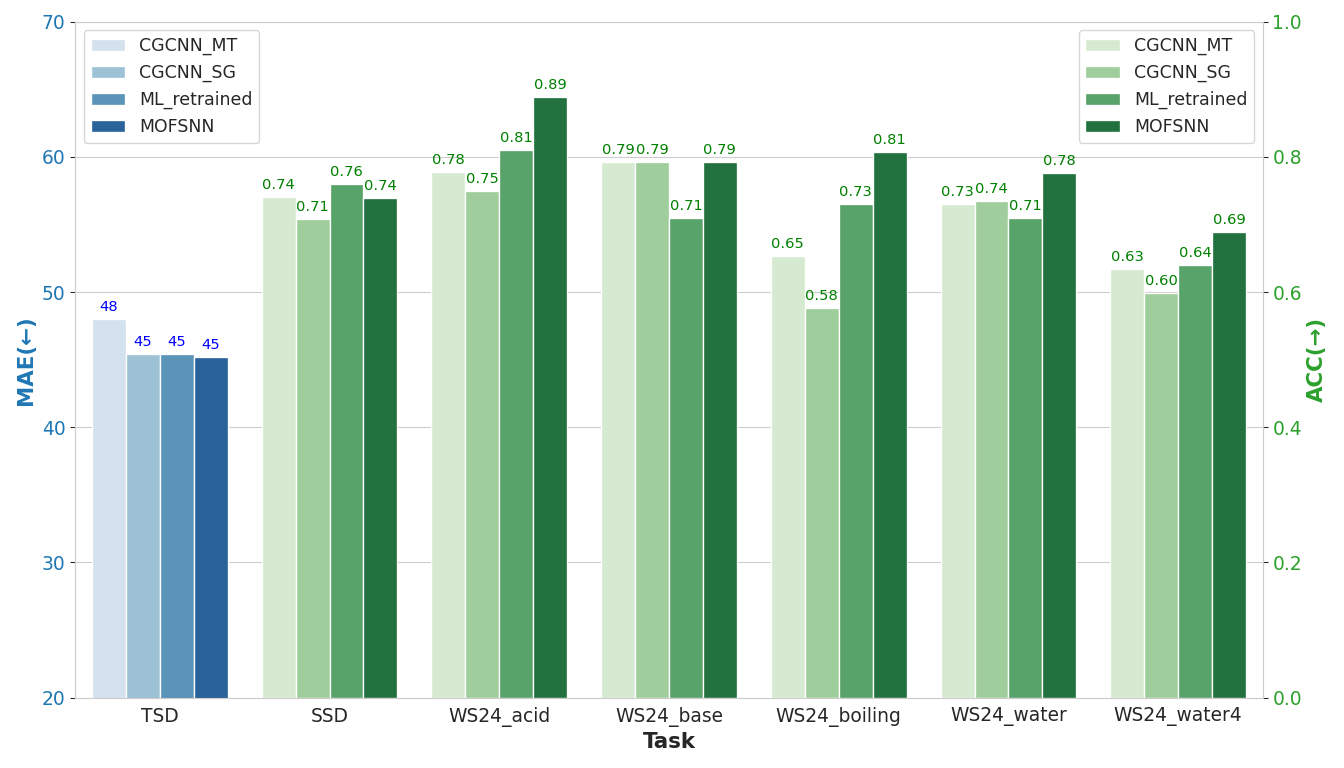 70
60
50
40
30
20
MAE(←)
CGCNN_MT
CGCNN_SG
ML_retrained
MOFSNN
CGCNN_MT
CGCNN_SG
ML_retrained
MOFSNN
1.0
0.8
0.6
0.4
0.2
0.0
ACC(→)
48
45
45
45
0.74
0.71
0.76
0.74
0.78
0.75
0.81
0.89
0.79
0.79
0.71
0.79
0.65
0.58
0.73
0.81
0.73
0.74
0.71
0.78
0.63
0.60
0.64
0.69
TSD
SSD
WS24_acid
WS24_base
WS24_boiling
WS24_water
WS24_water4
Task